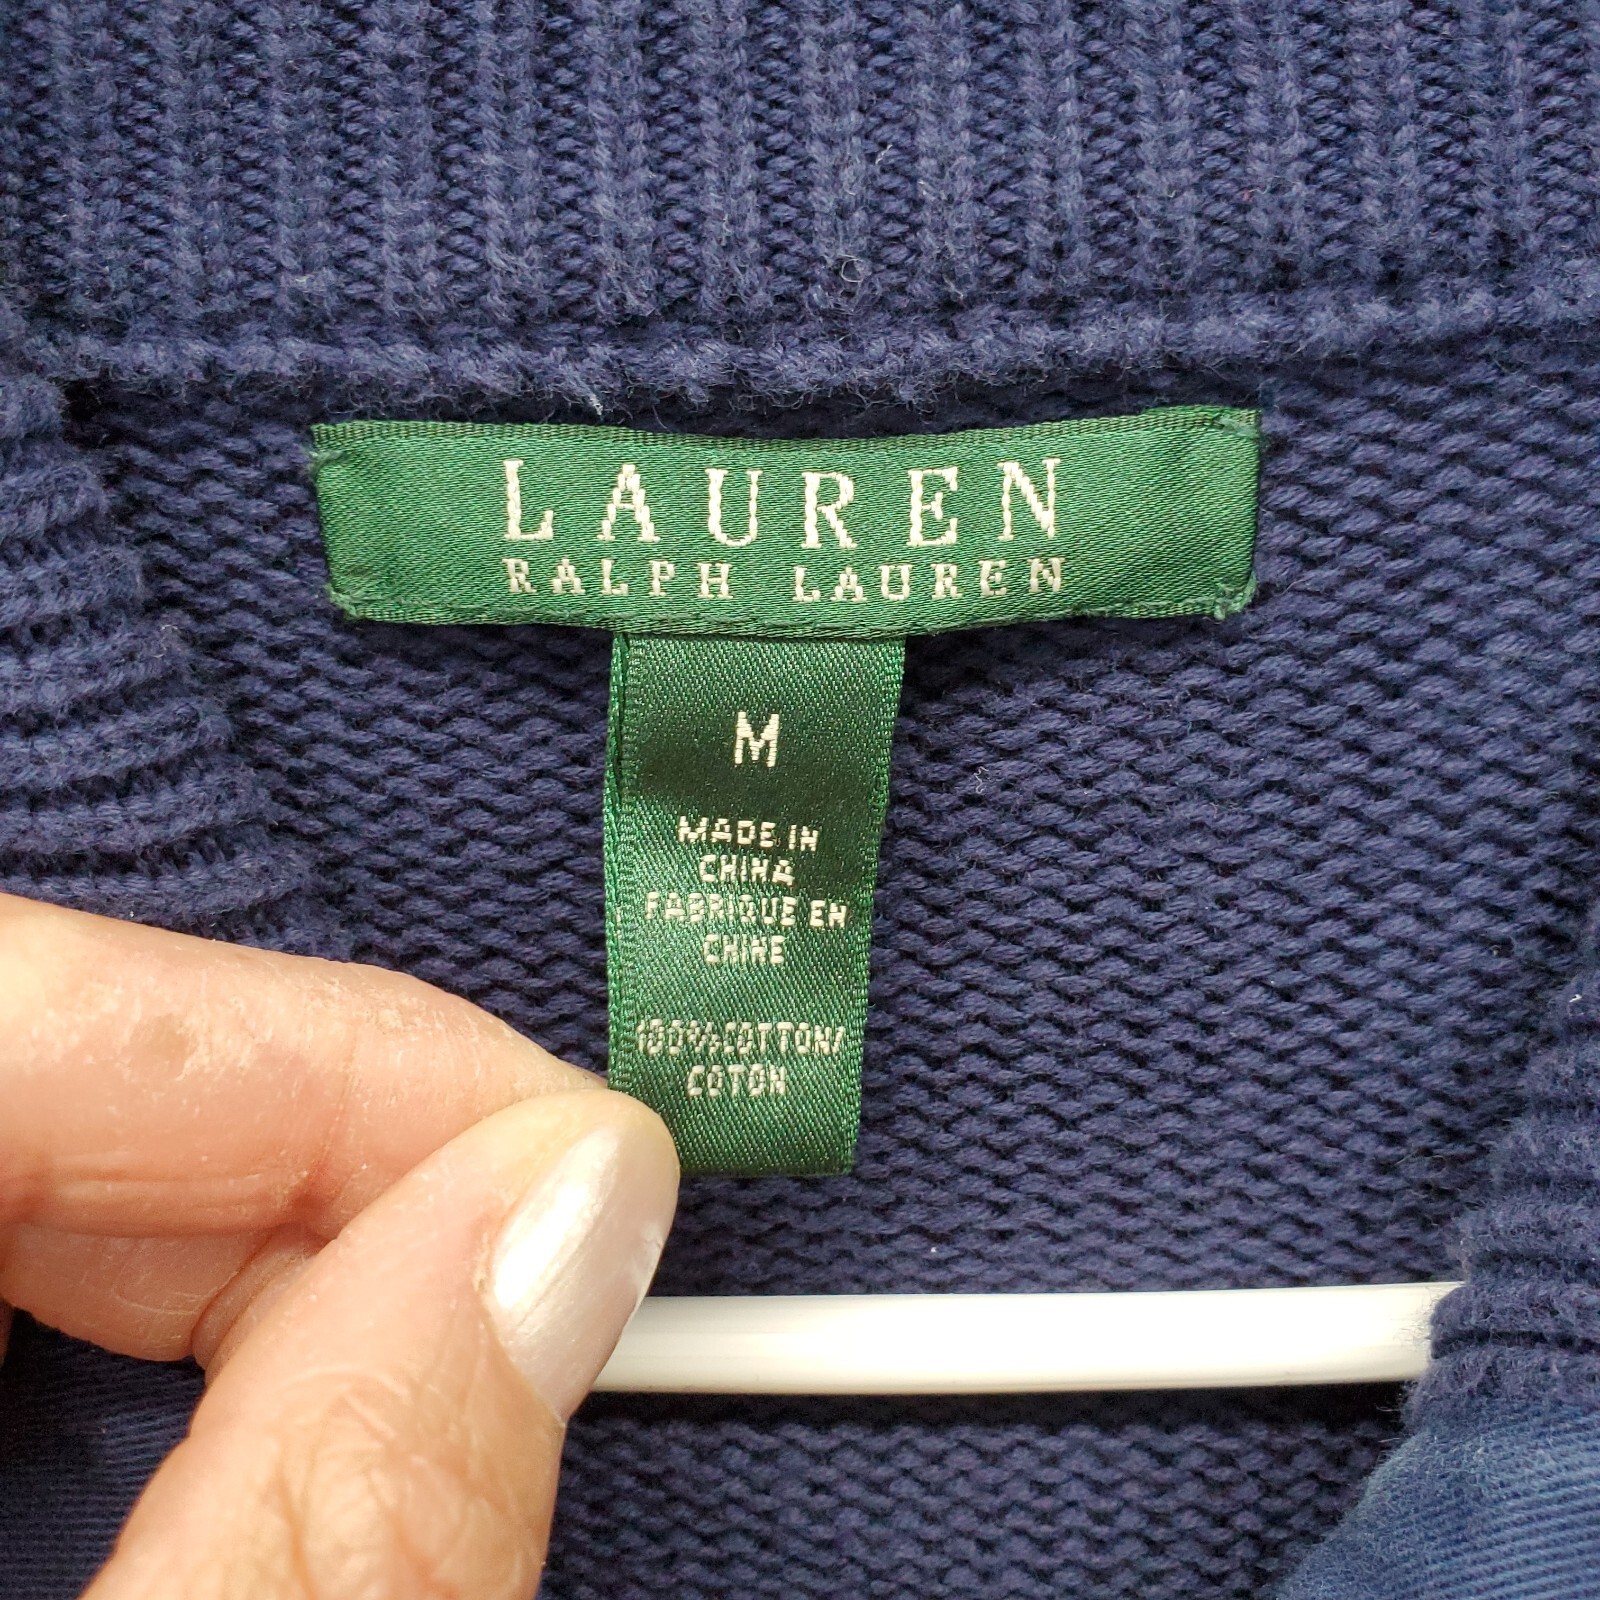 LAUREN
RALPH LAUREN
M
MADE IN
CHINA
FABRIQUE EN
CHINE
100% COTTON/
COTON